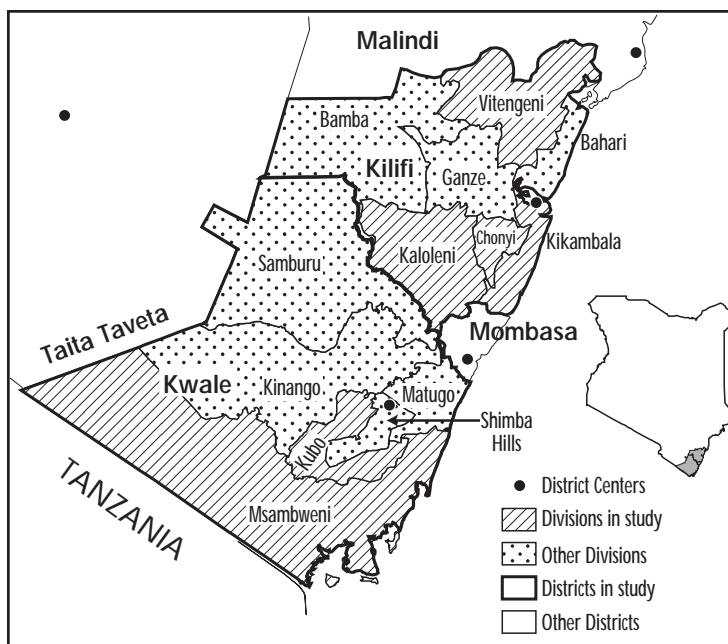 Malindi
Vitengeni
Bamba
Bahari
Kilifi
Ganze
Chonyi
Kikambala
Kaloleni
Samburu
Taita Taveta
Mombasa
Kwale
Kinango
Matugo
Shimba
Hills
Kubo
Msambweni
TANZANIA
District Centers
Divisions in study
Other Divisions
Districts in study
Other Districts